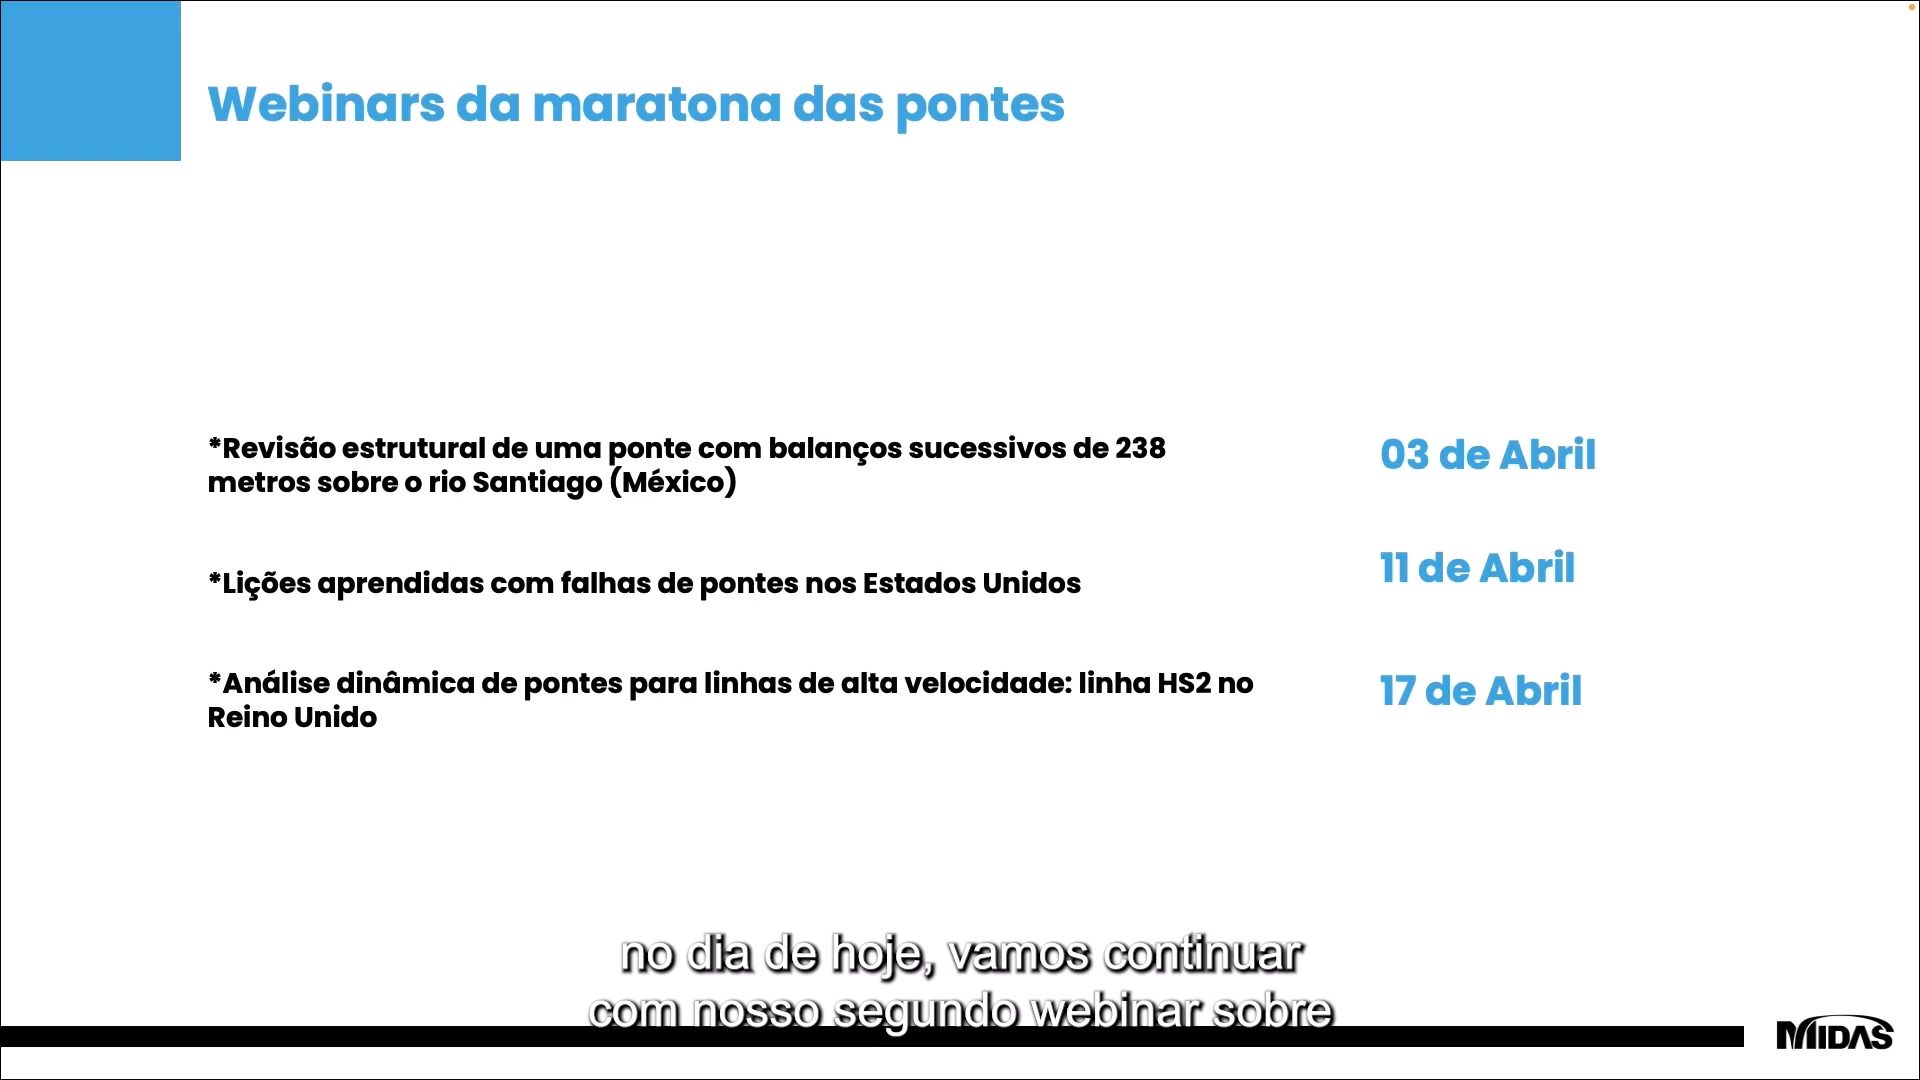 Webinars da maratona das pontes
*Revisão estrutural de uma ponte com balanços sucessivos de 238
metros sobre o rio Santiago (México)
03 de Abril
*Lições aprendidas com falhas de pontes nos Estados Unidos
11 de Abril
*Análise dinâmica de pontes para linhas de alta velocidade: linha HS2 no
Reino Unido
17 de Abril
no dia de hoje, vamos continuar
com nosso segundo webinar sobre
MIDAS